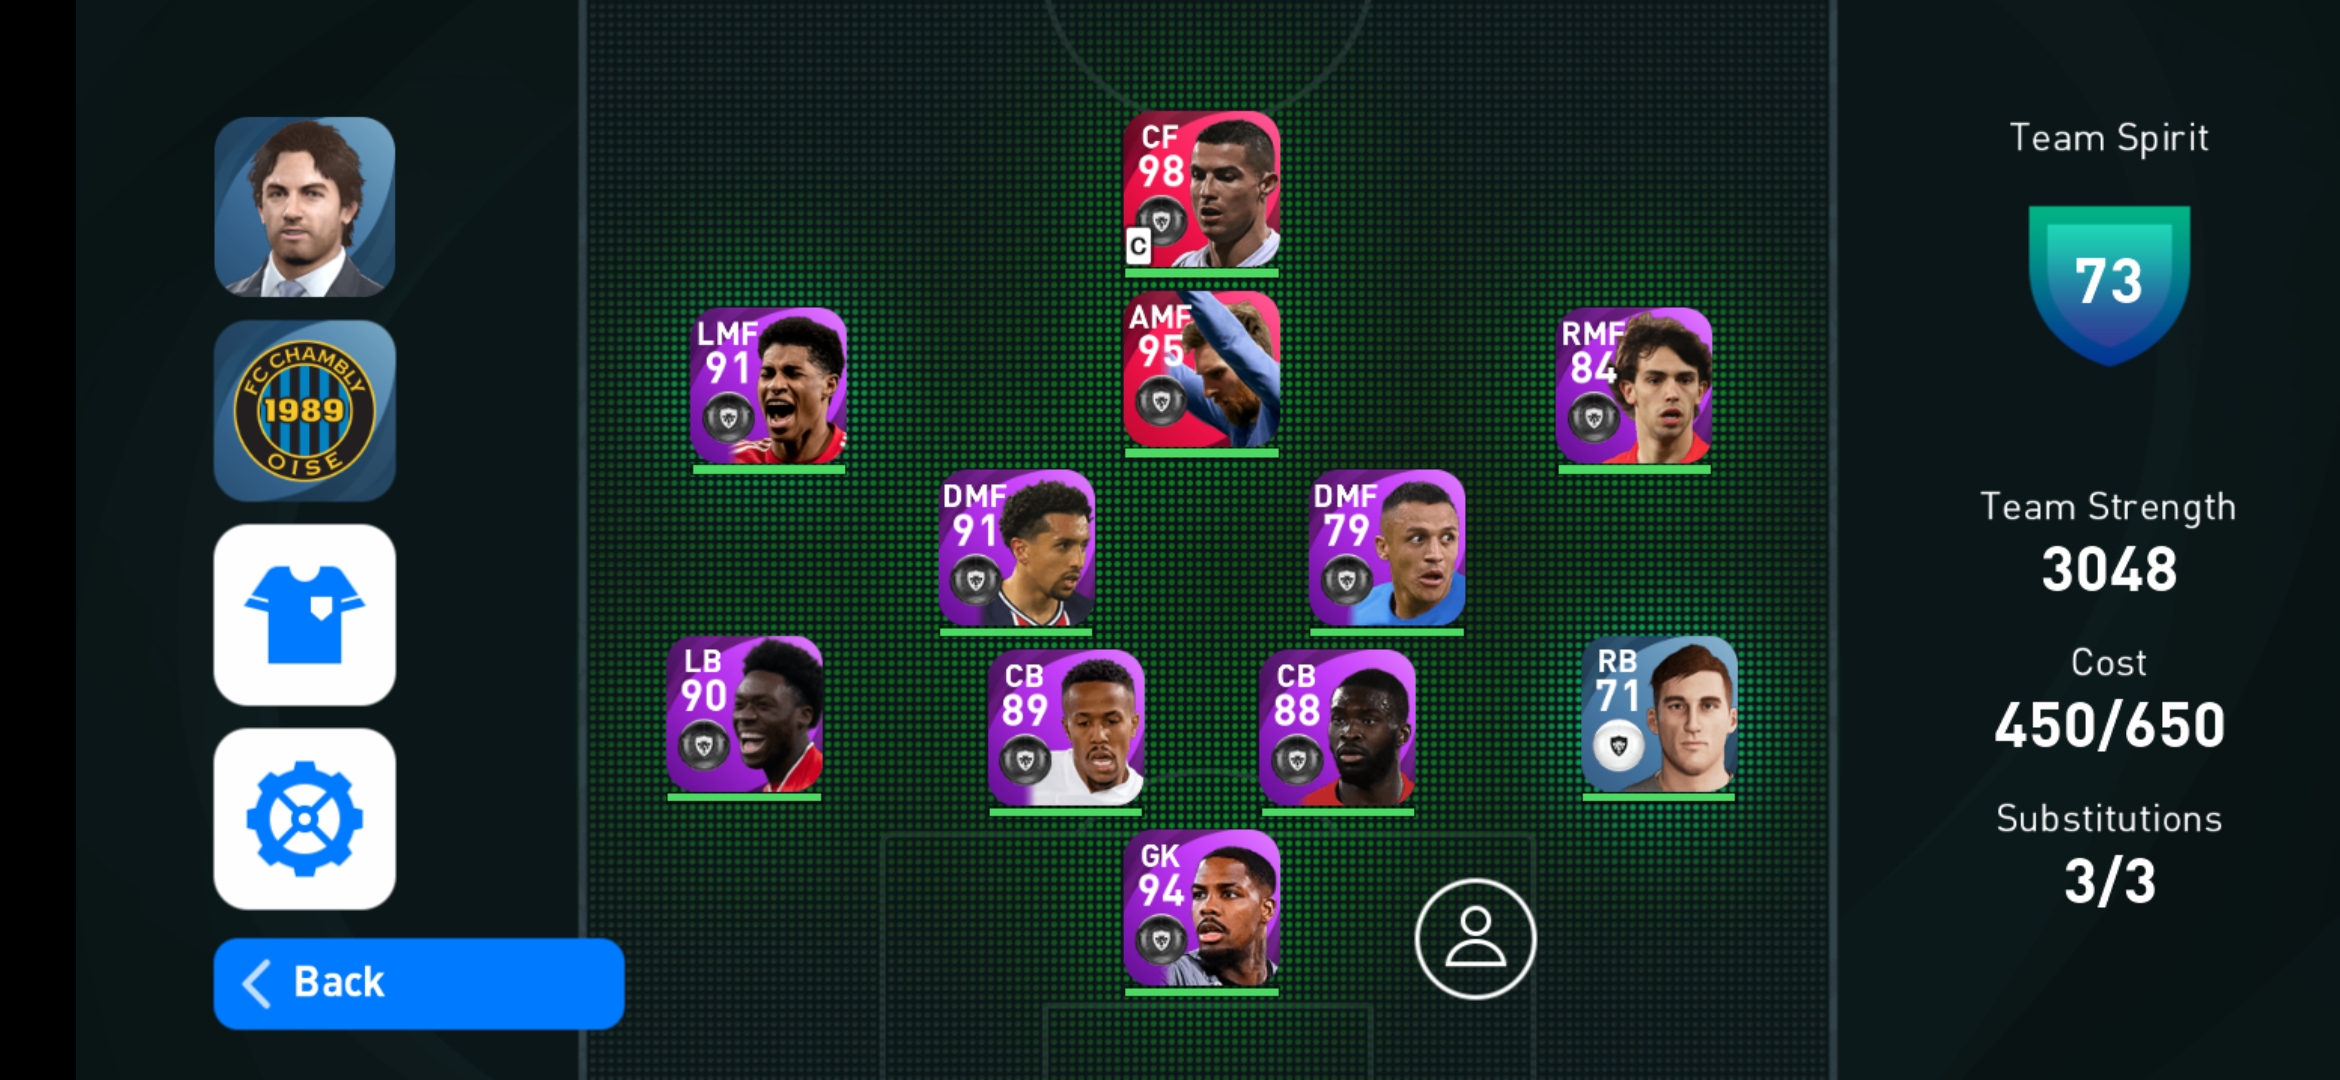 FC CHAMBLY
1989
OISE
Back
CF
98
C
LMF
91
AMF
95
RMF
84
DMF
91
DMF
79
LB
90
CB
89
CB
88
RB
71
GK
94
Team Spirit
73
Team Strength
3048
Cost
450/650
Substitutions
3/3